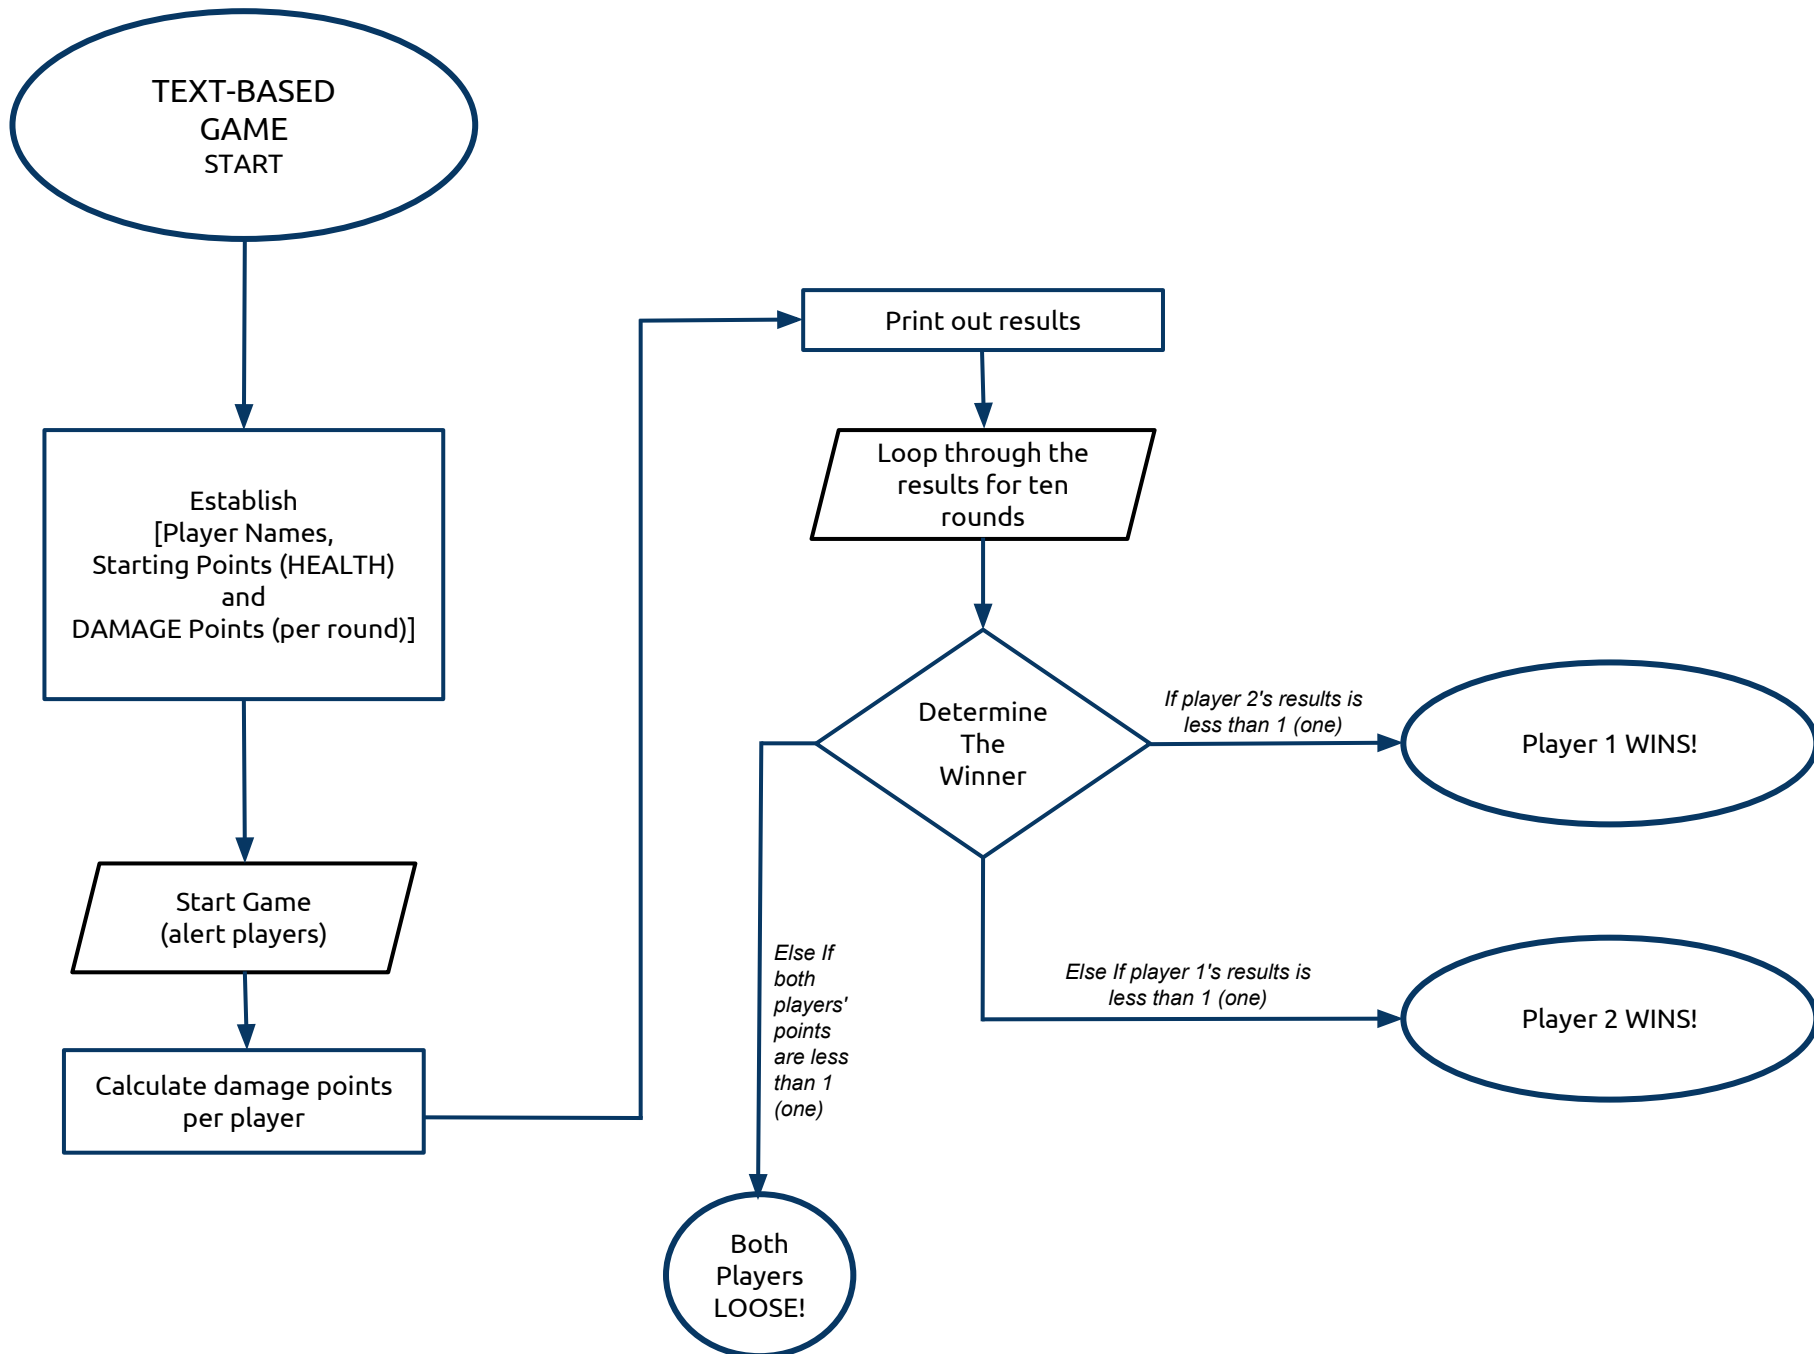 TEXT-BASED
GAME
START
Establish
[Player Names,
Starting Points (HEALTH)
and
DAMAGE Points (per round)]
Start Game
(alert players)
Calculate damage points
per player
Print out results
Loop through the
results for ten
rounds
Determine
The
Winner
If player 2's results is
less than 1 (one)
Player 1 WINS!
Else If player 1's results is
less than 1 (one)
Player 2 WINS!
Else If
both
players'
points
are less
than 1
(one)
Both
Players
LOOSE!